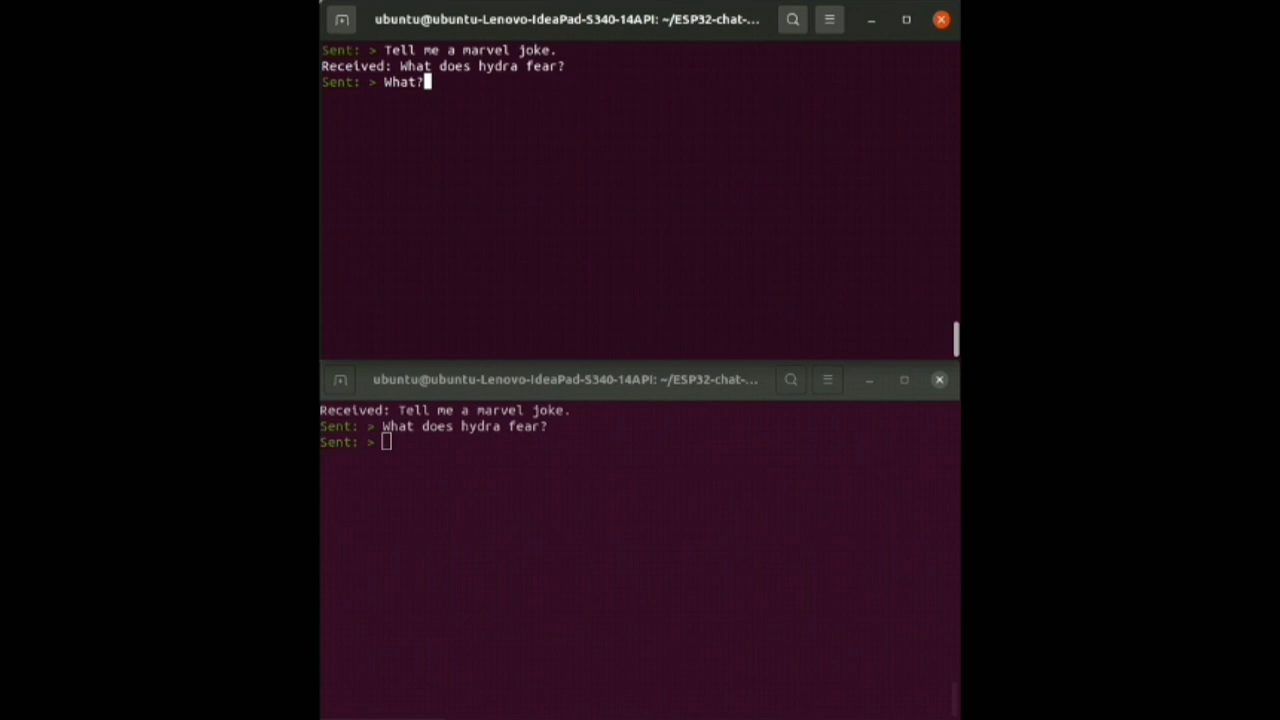 ubuntu@ubuntu-Lenovo-IdeaPad-S340-14API: ~/ESP32-chat-...
Sent: > Tell me a marvel joke.
Received: What does hydra fear?
Sent: > What?
ubuntu@ubuntu-Lenovo-IdeaPad-S340-14API: ~/ESP32-chat-...
Received: Tell me a marvel joke.
Sent: > What does hydra fear?
Sent: >